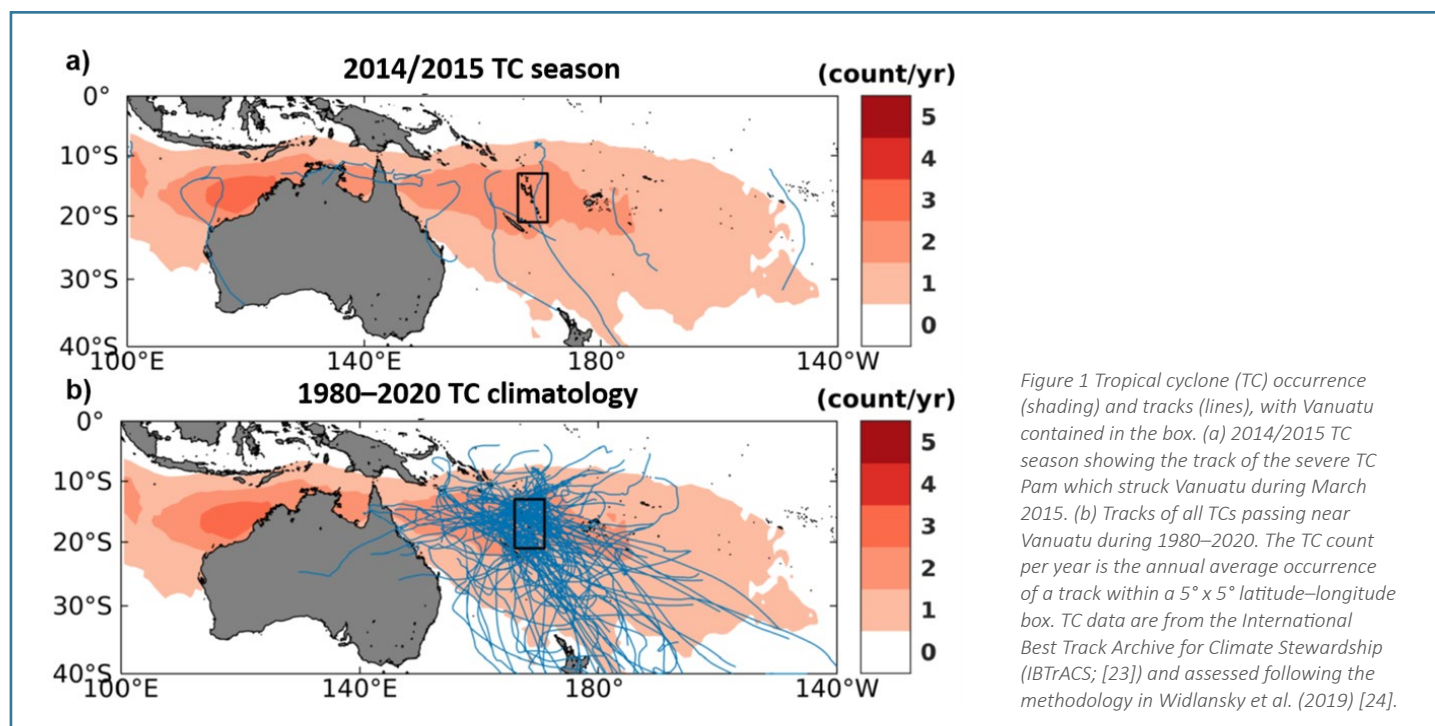 a)
2014/2015 TC season
(count/yr)
0°
10°S
20°S
30°S
40°S
100°E
140°E
180°
140°W
5
4
3
2
1
0
b)
1980–2020 TC climatology
(count/yr)
0°
10°S
20°S
30°S
40°S
100°E
140°E
180°
140°W
5
4
3
2
1
0
Figure 1 Tropical cyclone (TC) occurrence
(shading) and tracks (lines), with Vanuatu
contained in the box. (a) 2014/2015 TC
season showing the track of the severe TC
Pam which struck Vanuatu during March
2015. (b) Tracks of all TCs passing near
Vanuatu during 1980–2020. The TC count
per year is the annual average occurrence
of a track within a 5° x 5° latitude–longitude
box. TC data are from the International
Best Track Archive for Climate Stewardship
(IBTrACS; [23]) and assessed following the
methodology in Widlansky et al. (2019) [24].